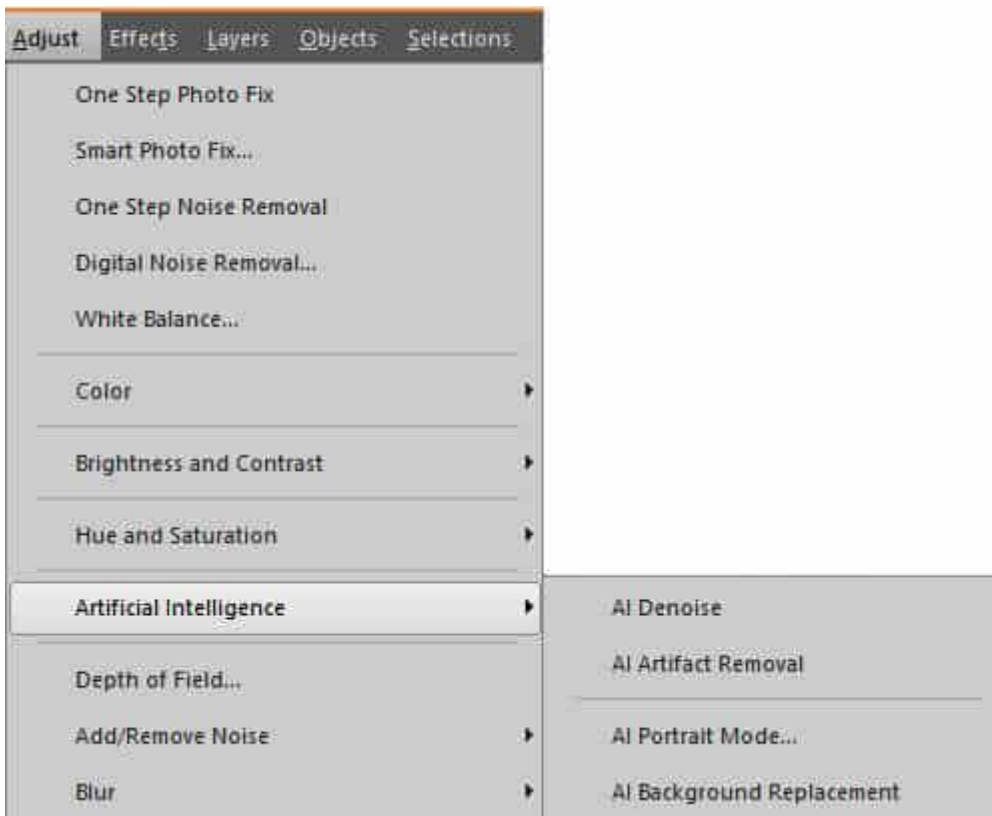 Adjust Effects Layers Objects Selections
One Step Photo Fix
Smart Photo Fix...
One Step Noise Removal
Digital Noise Removal...
White Balance...
Color
Brightness and Contrast
Hue and Saturation
Artificial Intelligence
AI Denoise
AI Artifact Removal
Depth of Field...
Add/Remove Noise
AI Portrait Mode...
Blur
AI Background Replacement